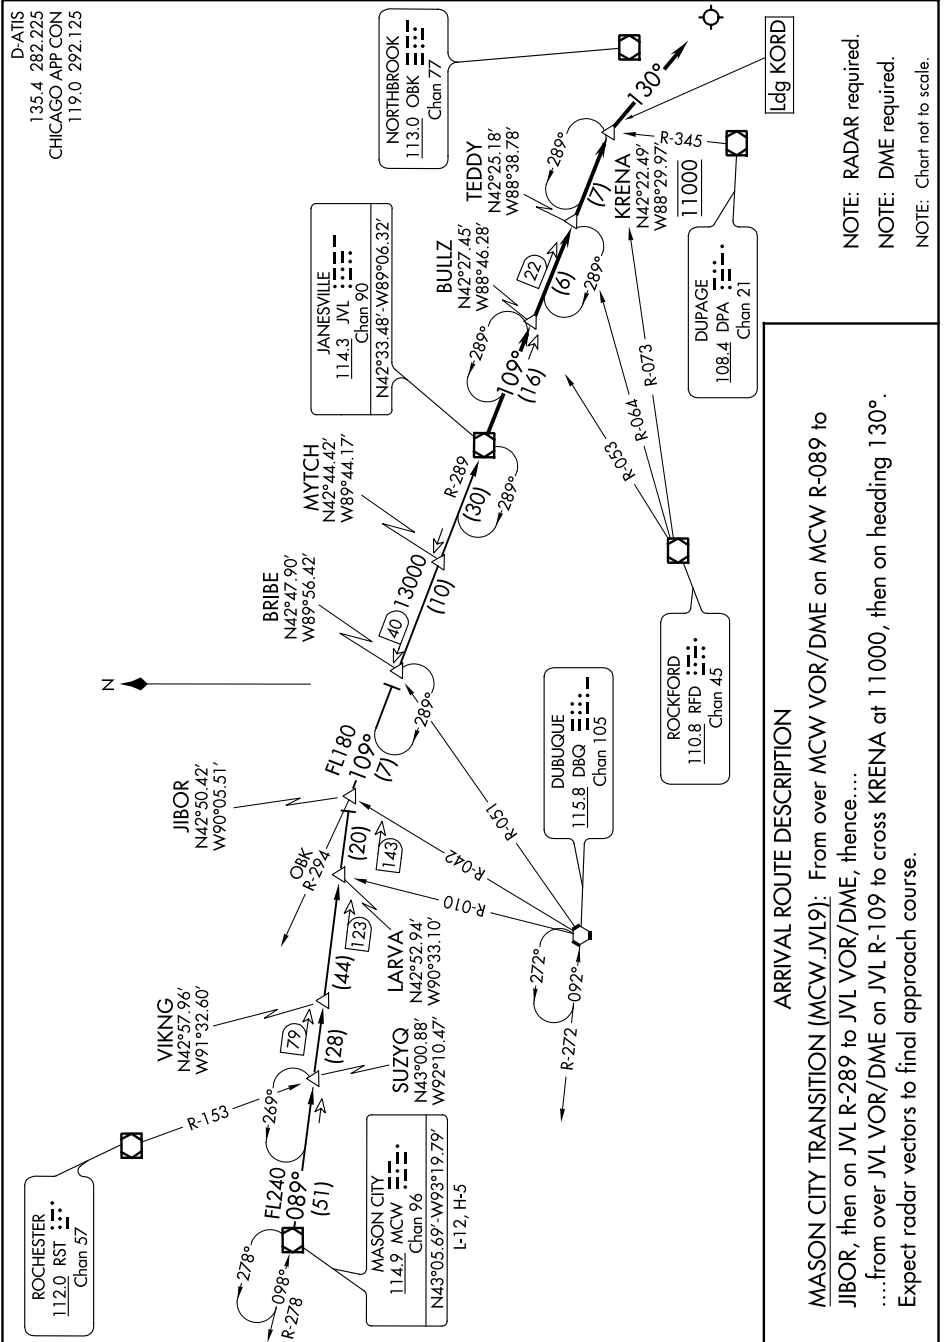 D-ATIS
135.4 282.225
CHICAGO APP CON
119.0 292.125
NORTHBROOK
113.0 OBK
Chan 77
Ldg KORD
130°
TEDDY
N42°25.18'
W88°38.78'
289°
(7)
KRENA
N42°22.49'
W88°29.97'
11000
R-345
DUPAGE
108.4 DPA
Chan 21
BULLZ
N42°27.45'
W88°46.28'
22
(6)
289°
JANESVILLE
114.3 JVL
Chan 90
N42°33.48'-W89°06.32'
289°
109°
(16)
R-073
R-064
R-053
ROCKFORD
110.8 RFD
Chan 45
MYTCH
N42°44.42'
W89°44.17'
R-289
(30)
289°
BRIBE
N42°47.90'
W89°56.42'
40
13000
(10)
N
289°
FL180
109°
(7)
JIBOR
N42°50.42'
W90°05.51'
OBK
R-294
(20)
143
R-051
R-042
R-010
DUBUQUE
115.8 DBQ
Chan 105
272°
092°
R-272
LARVA
N42°52.94'
W90°33.10'
123
(44)
VIKNG
N42°57.96'
W91°32.60'
79
(28)
SUZYQ
N43°00.88'
W92°10.47'
R-153
269°
ROCHESTER
112.0 RST
Chan 57
FL240
089°
(51)
MASON CITY
114.9 MCW
Chan 96
N43°05.69'-W93°19.79'
L-12, H-5
278°
098°
R-278
NOTE: RADAR required.
NOTE: DME required.
NOTE: Chart not to scale.
ARRIVAL ROUTE DESCRIPTION
MASON CITY TRANSITION (MCW.JVL9): From over MCW VOR/DME on MCW R-089 to
JIBOR, then on JVL R-289 to JVL VOR/DME, thence....
....from over JVL VOR/DME on JVL R-109 to cross KRENA at 11000, then on heading 130°.
Expect radar vectors to final approach course.